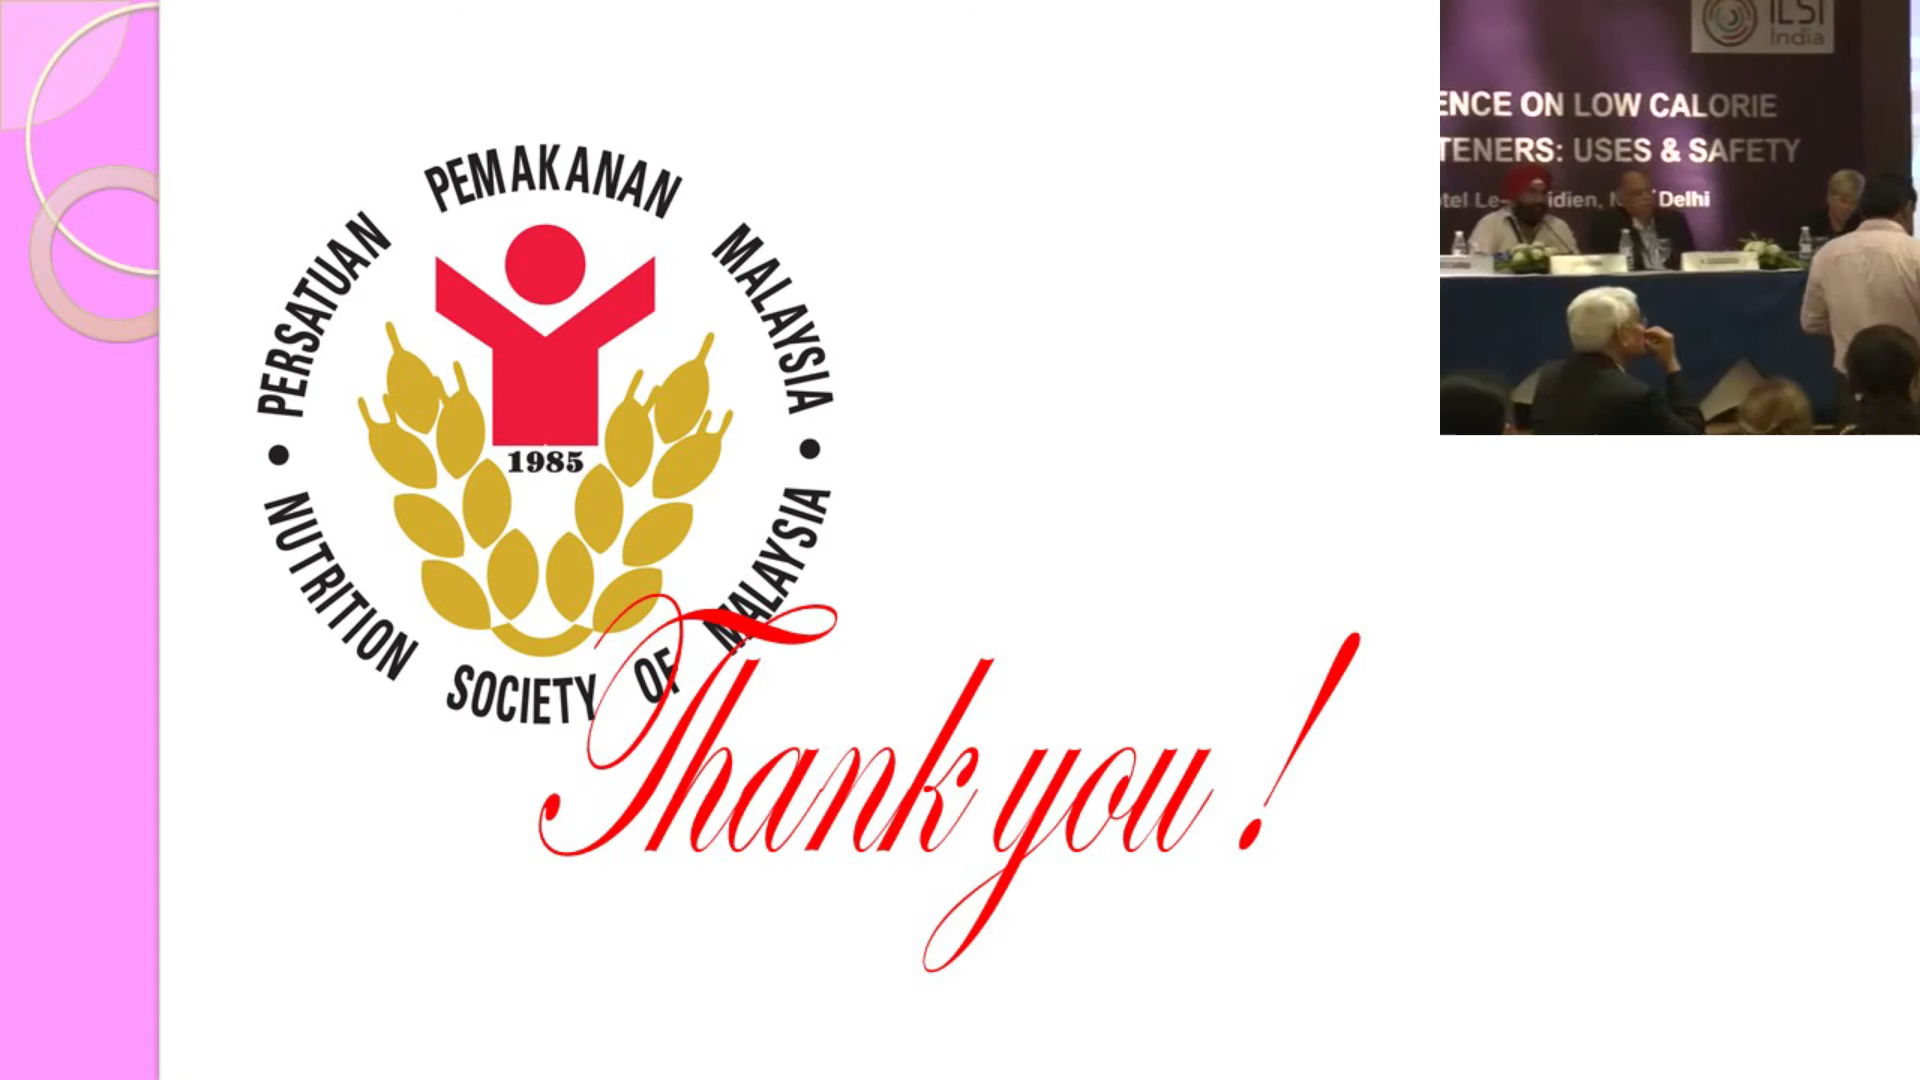 PERSATUAN PEMAKANAN MALAYSIA
1985
• NUTRITION SOCIETY OF MALAYSIA •
Thank you !
ILSI
India
ENCE ON LOW CALORIE
TENERS: USES & SAFETY
Delhi